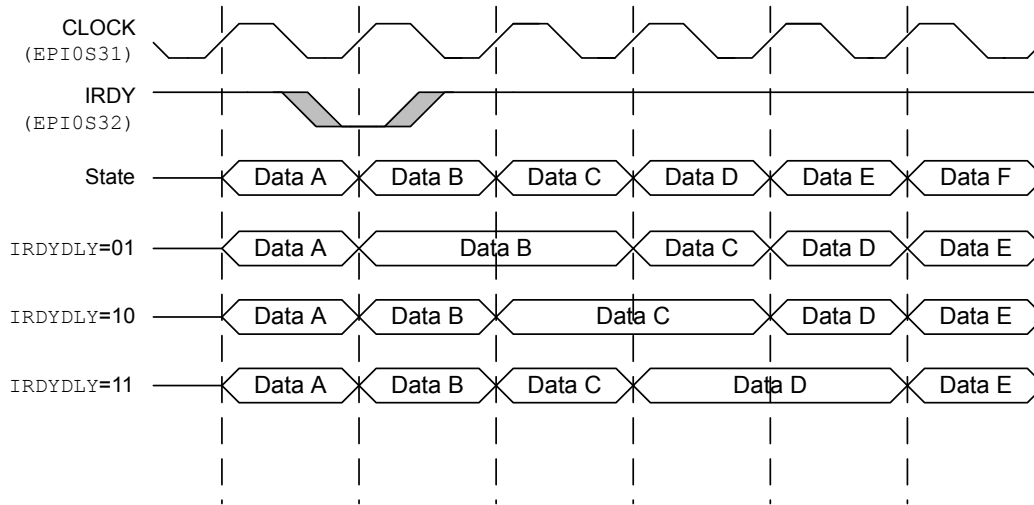 CLOCK
(EPI0S31)
IRDY
(EPI0S32)
State Data A Data B Data C Data D Data E Data F
IRDYDLY=01 Data A Data B Data C Data D Data E
IRDYDLY=10 Data A Data B Data C Data D Data E
IRDYDLY=11 Data A Data B Data C Data D Data E